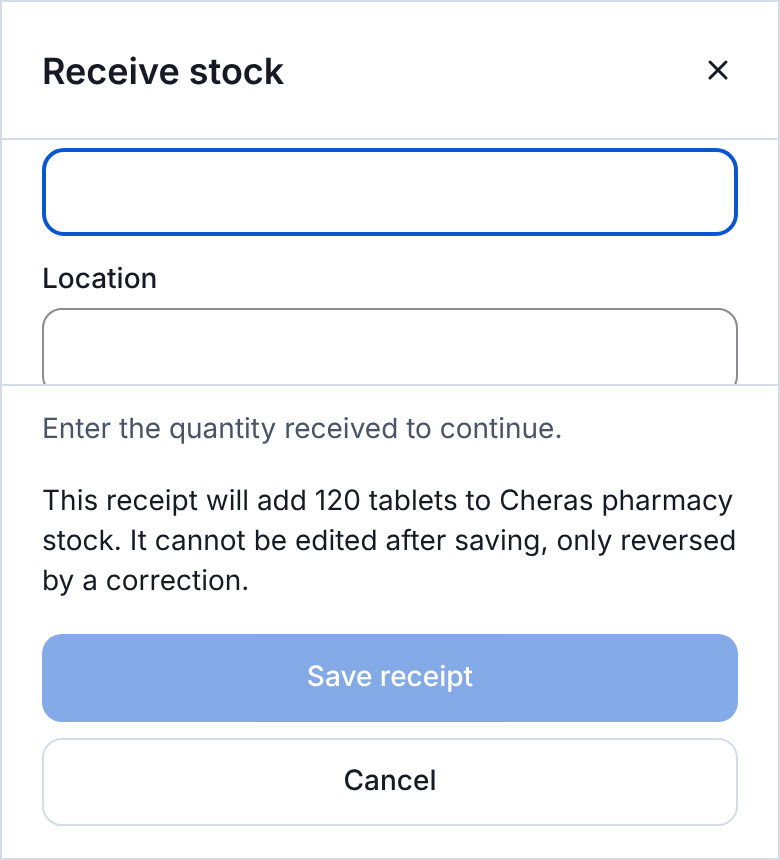 Receive stock
Location
Enter the quantity received to continue.
This receipt will add 120 tablets to Cheras pharmacy
stock. It cannot be edited after saving, only reversed
by a correction.
Save receipt
Cancel